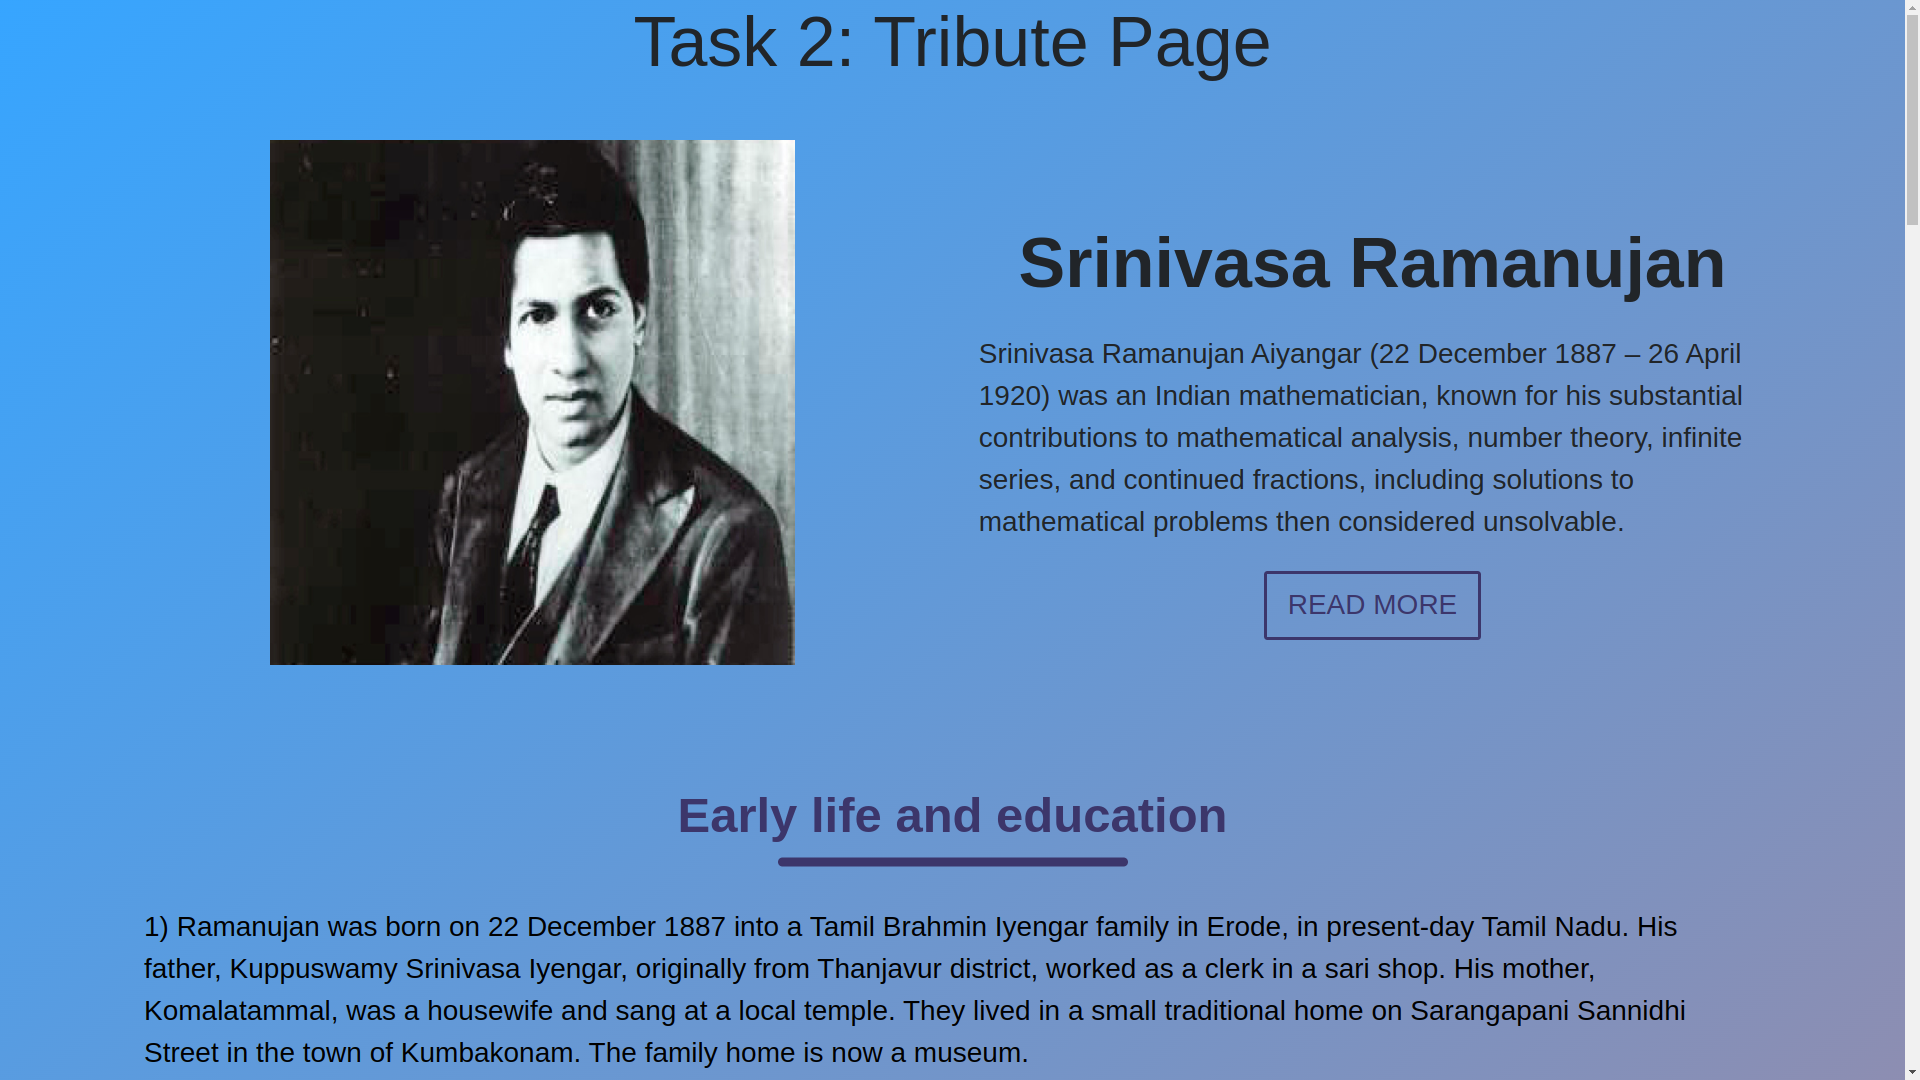 Task 2: Tribute Page
Srinivasa Ramanujan
Srinivasa Ramanujan Aiyangar (22 December 1887 – 26 April
1920) was an Indian mathematician, known for his substantial
contributions to mathematical analysis, number theory, infinite
series, and continued fractions, including solutions to
mathematical problems then considered unsolvable.
READ MORE
Early life and education
1) Ramanujan was born on 22 December 1887 into a Tamil Brahmin Iyengar family in Erode, in present-day Tamil Nadu. His
father, Kuppuswamy Srinivasa Iyengar, originally from Thanjavur district, worked as a clerk in a sari shop. His mother,
Komalatammal, was a housewife and sang at a local temple. They lived in a small traditional home on Sarangapani Sannidhi
Street in the town of Kumbakonam. The family home is now a museum.